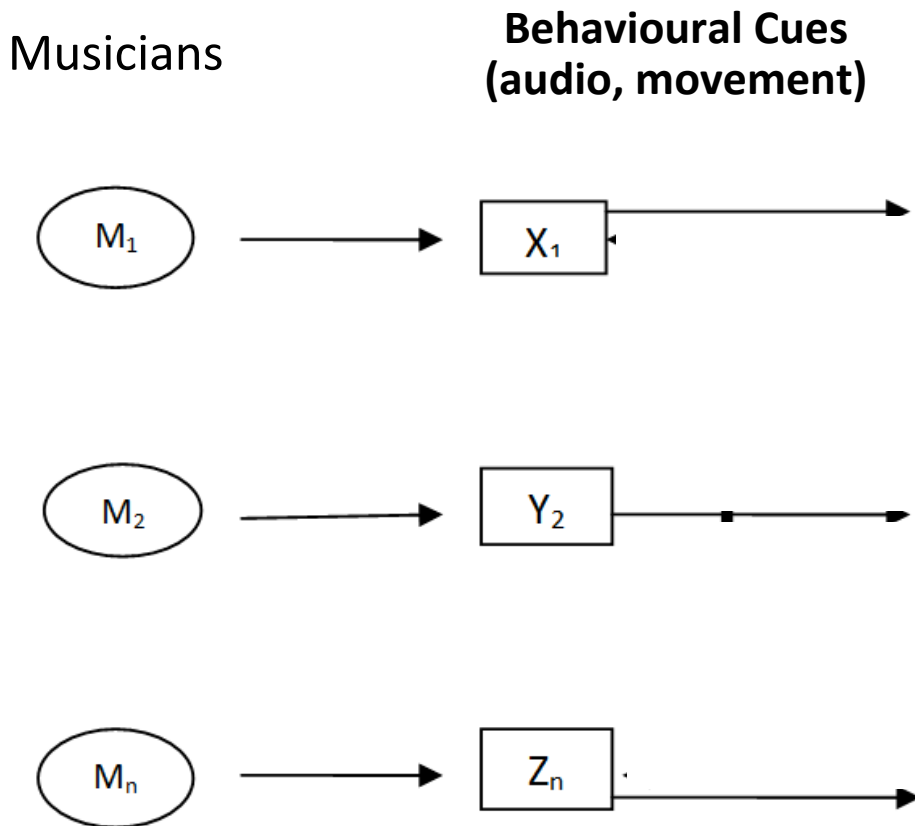 Musicians
Behavioural Cues
(audio, movement)
M₁
X₁
M₂
Y₂
Mₙ
Zₙ